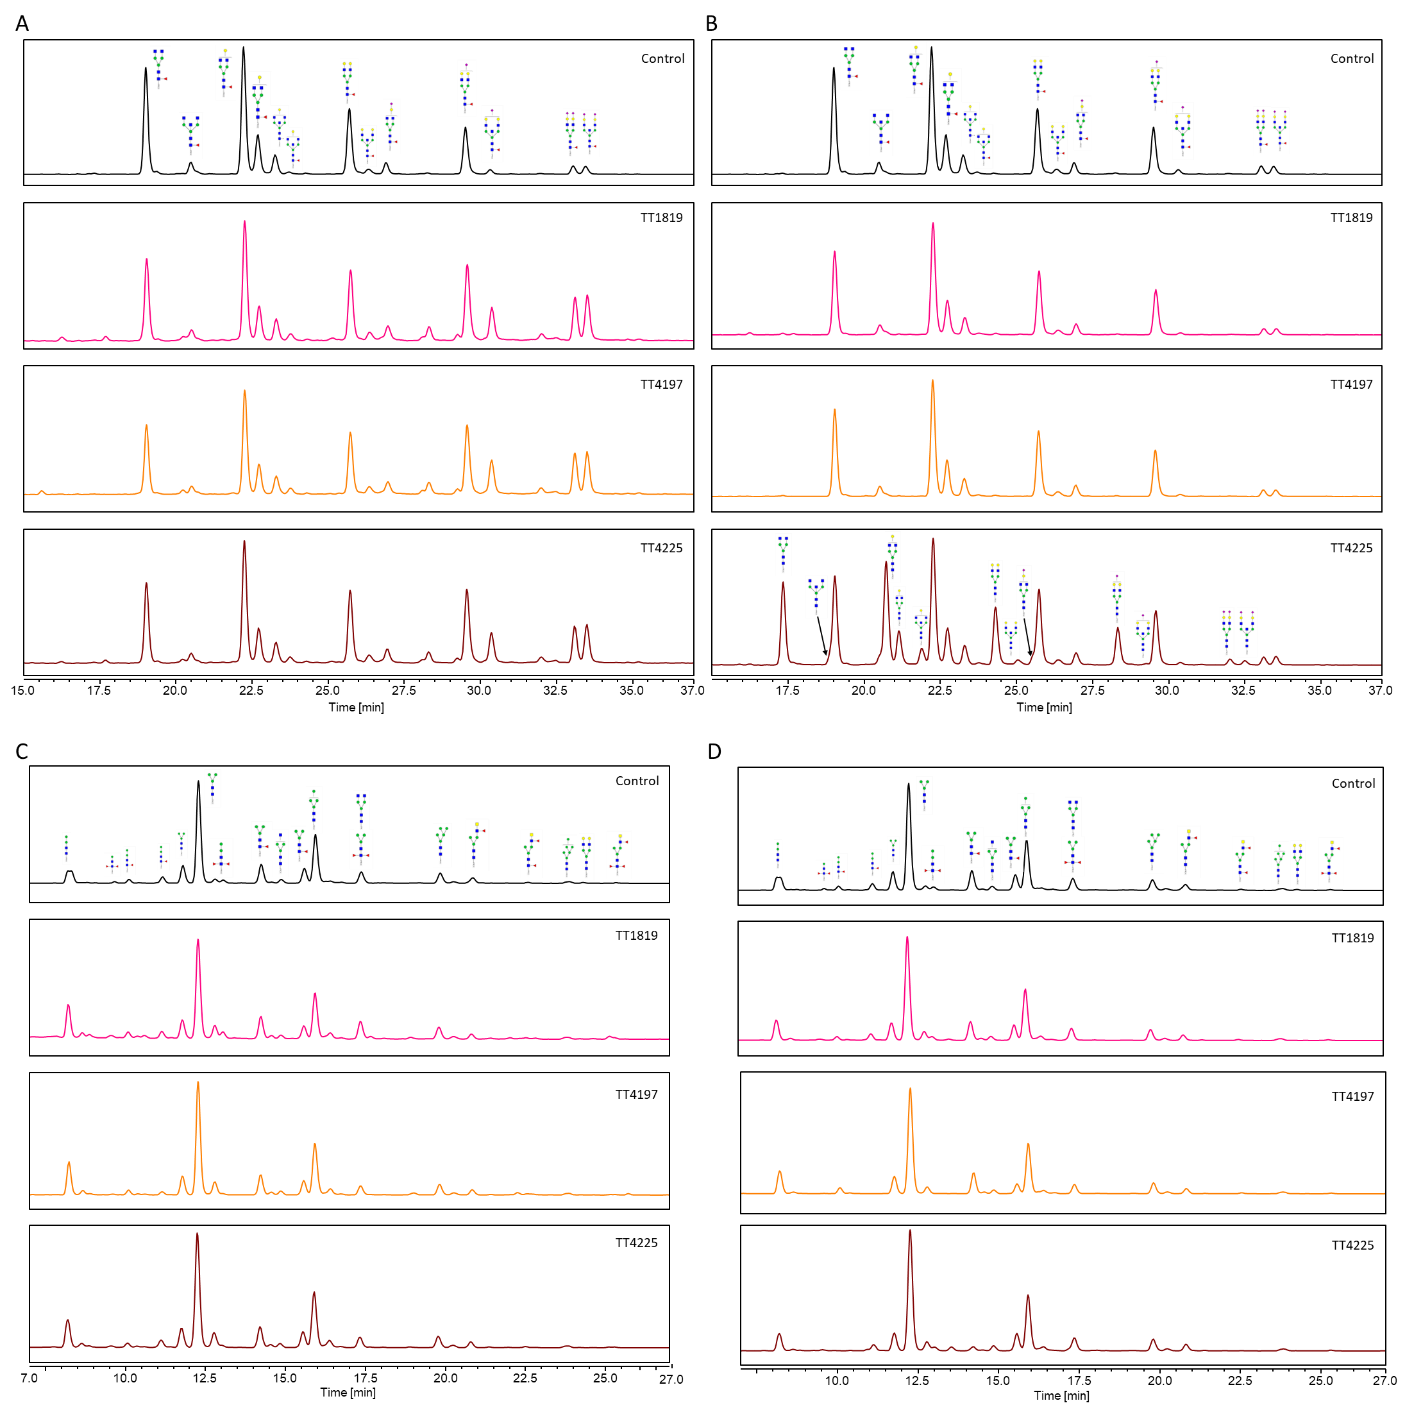 A
B
Control
Control
TT1819
TT1819
TT4197
TT4197
TT4225
TT4225
15.0 17.5 20.0 22.5 25.0 27.5 30.0 32.5 35.0 37.0
17.5 20.0 22.5 25.0 27.5 30.0 32.5 35.0 37.0
Time [min]
Time [min]
C
D
Control
Control
TT1819
TT1819
TT4197
TT4197
TT4225
TT4225
7.0 10.0 12.5 15.0 17.5 20.0 22.5 25.0 27.0
10.0 12.5 15.0 17.5 20.0 22.5 25.0 27.0
Time [min]
Time [min]